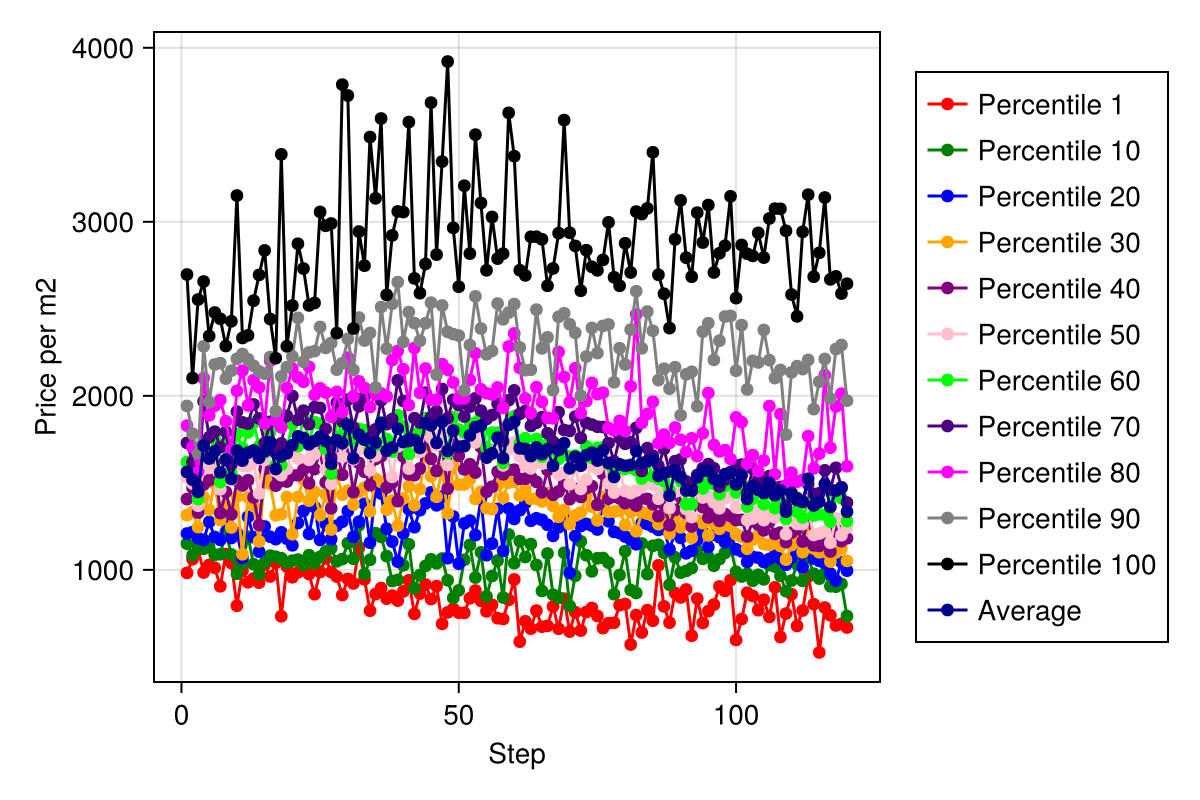 4000
3000
2000
1000
Price per m2
0
50
100
Step
Percentile 1
Percentile 10
Percentile 20
Percentile 30
Percentile 40
Percentile 50
Percentile 60
Percentile 70
Percentile 80
Percentile 90
Percentile 100
Average